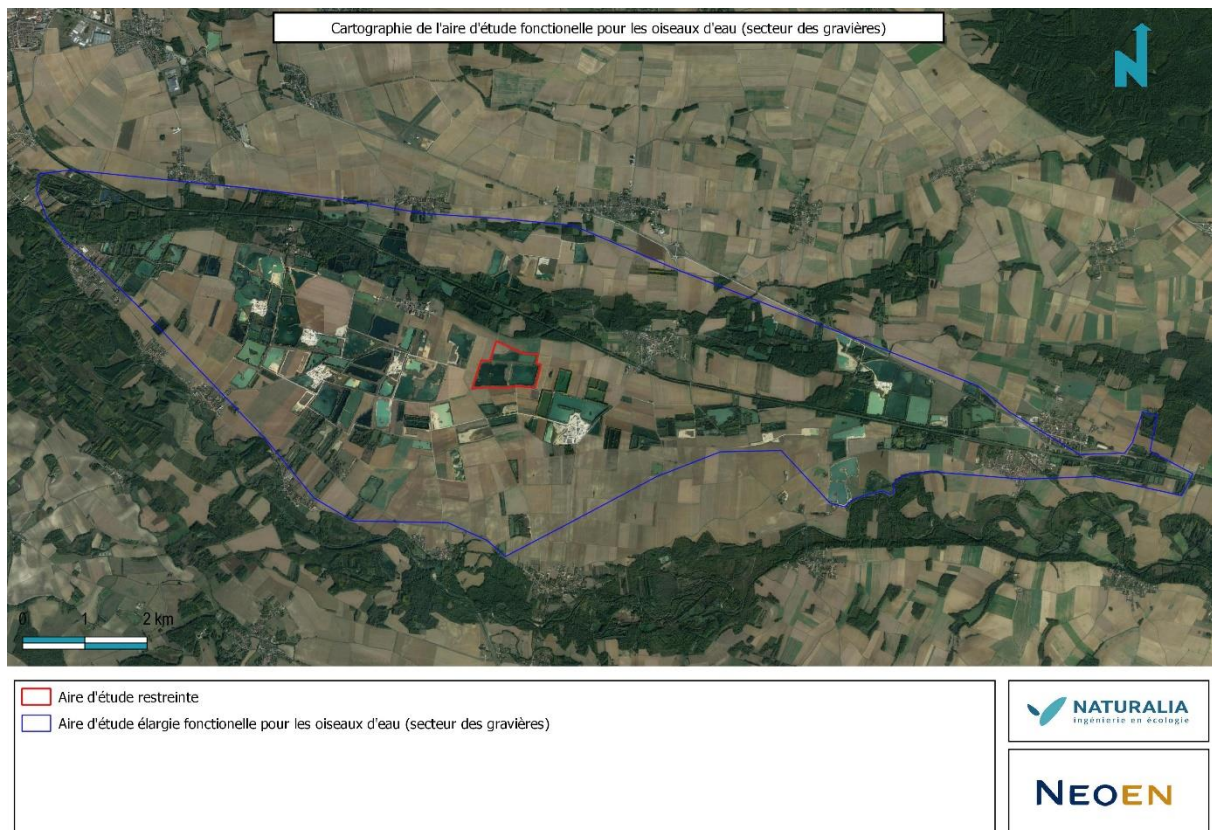 Cartographie de l'aire d'étude fonctionelle pour les oiseaux d'eau (secteur des gravières)
N
0 1 2 km
Aire d'étude restreinte
Aire d'étude élargie fonctionelle pour les oiseaux d'eau (secteur des gravières)
NATURALIA
ingénierie en écologie
NEOEN